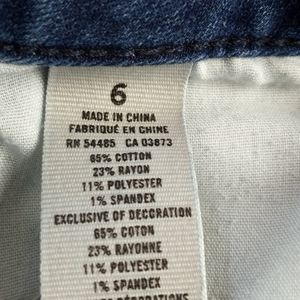 6
MADE IN CHINA
FABRIQUÉ EN CHINE
RN 54485 CA 03873
65% COTTON
23% RAYON
11% POLYESTER
1% SPANDEX
EXCLUSIVE OF DECORATION
65% COTON
23% RAYONNE
11% POLYESTER
1% SPANDEX